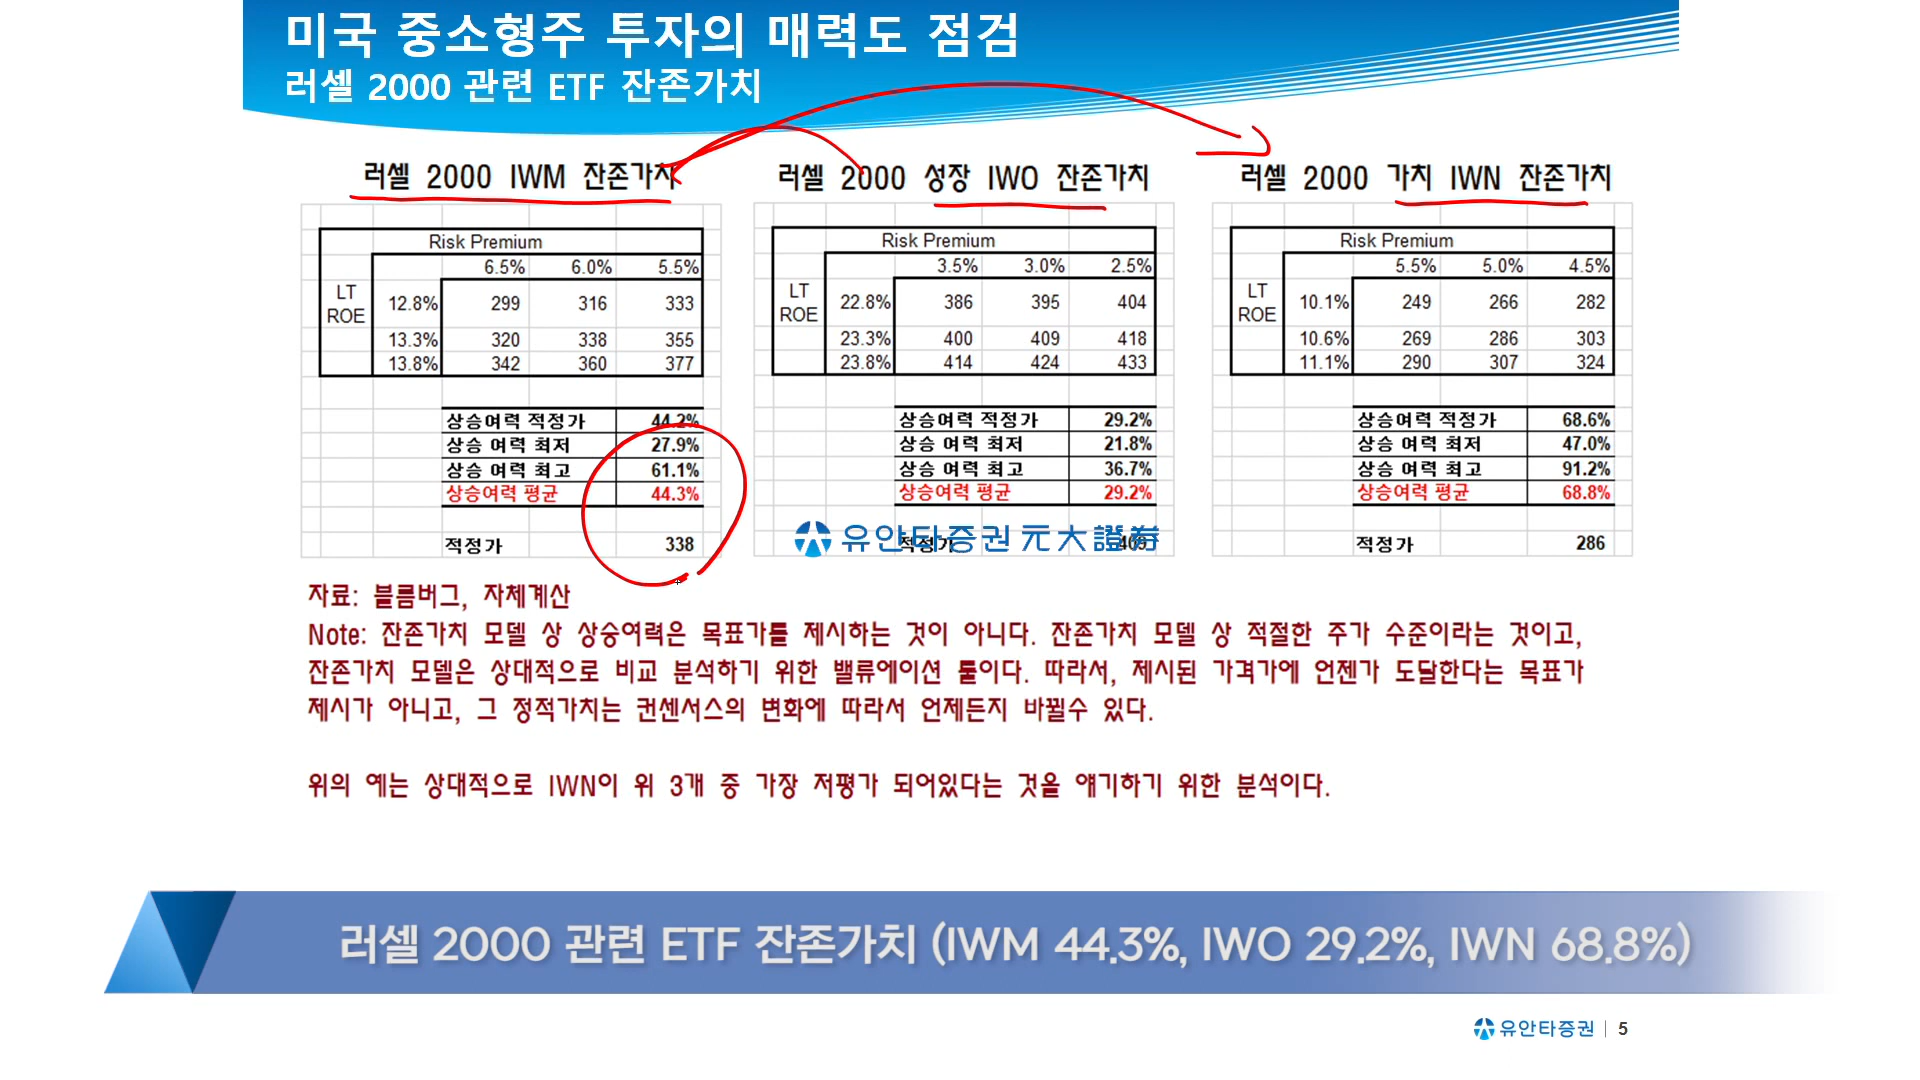 미국 중소형주 투자의 매력도 점검
러셀 2000 관련 ETF 잔존가치
러셀 2000 IWM 잔존가치
Risk Premium
6.5% 6.0% 5.5%
LT ROE
12.8% 299 316 333
13.3% 320 338 355
13.8% 342 360 377
상승여력 적정가 44.2%
상승 여력 최저 27.9%
상승 여력 최고 61.1%
상승여력 평균 44.3%
적정가 338
러셀 2000 성장 IWO 잔존가치
Risk Premium
3.5% 3.0% 2.5%
LT ROE
22.8% 386 395 404
23.3% 400 409 418
23.8% 414 424 433
상승여력 적정가 29.2%
상승 여력 최저 21.8%
상승 여력 최고 36.7%
상승여력 평균 29.2%
적정가 409
유안타증권 元大證券
러셀 2000 가치 IWN 잔존가치
Risk Premium
5.5% 5.0% 4.5%
LT ROE
10.1% 249 266 282
10.6% 269 286 303
11.1% 290 307 324
상승여력 적정가 68.6%
상승 여력 최저 47.0%
상승 여력 최고 91.2%
상승여력 평균 68.8%
적정가 286
자료: 블름버그, 자체계산
Note: 잔존가치 모델 상 상승여력은 목표가를 제시하는 것이 아니다. 잔존가치 모델 상 적절한 주가 수준이라는 것이고,
잔존가치 모델은 상대적으로 비교 분석하기 위한 밸류에이션 툴이다. 따라서, 제시된 가격가에 언젠가 도달한다는 목표가
제시가 아니고, 그 정적가치는 컨센서스의 변화에 따라서 언제든지 바뀔수 있다.
위의 예는 상대적으로 IWN이 위 3개 중 가장 저평가 되어있다는 것을 얘기하기 위한 분석이다.
러셀 2000 관련 ETF 잔존가치 (IWM 44.3%, IWO 29.2%, IWN 68.8%)
유안타증권 | 5